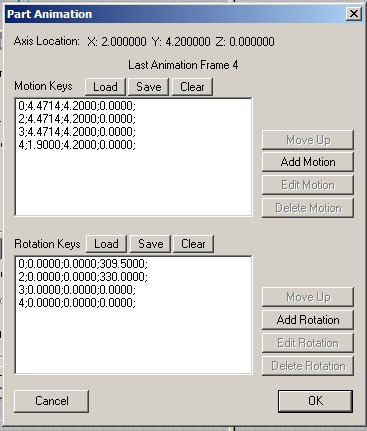 Part Animation
Axis Location: X: 2.000000 Y: 4.200000 Z: 0.000000
Last Animation Frame 4
Motion Keys Load Save Clear
0;4.4714;4.2000;0.0000;
2;4.4714;4.2000;0.0000;
3;4.4714;4.2000;0.0000;
4;1.9000;4.2000;0.0000;
Move Up
Add Motion
Edit Motion
Delete Motion
Rotation Keys Load Save Clear
0;0.0000;0.0000;309.5000;
2;0.0000;0.0000;330.0000;
3;0.0000;0.0000;0.0000;
4;0.0000;0.0000;0.0000;
Move Up
Add Rotation
Edit Rotation
Delete Rotation
Cancel OK